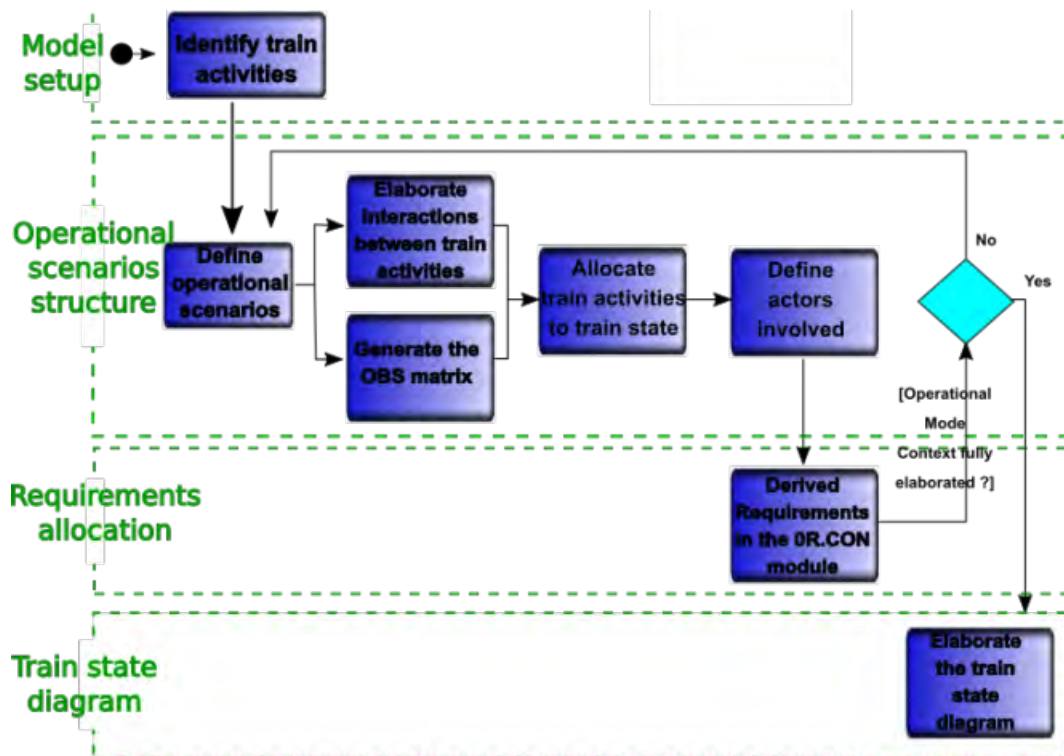 Model
setup
Identify train
activities
Operational
scenarios
structure
Define
operational
scenarios
Elaborate
Interactions
between train
activities
Generate the
OBS matrix
Allocate
train activities
to train state
Define
actors
involved
No
Yes
[Operational
Mode
Context fully
elaborated ?]
Requirements
allocation
Derived
Requirements
in the 0R.CON
module
Train state
diagram
Elaborate
the train
state
diagram